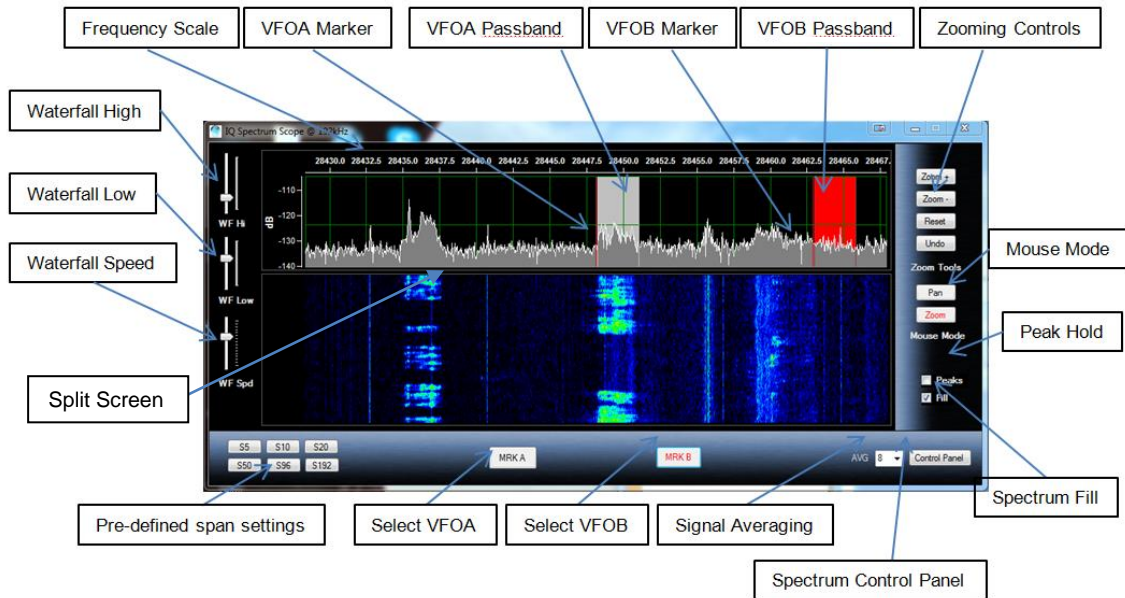 Frequency Scale
VFOA Marker
VFOA Passband
VFOB Marker
VFOB Passband
Zooming Controls
Waterfall High
Waterfall Low
Waterfall Speed
Split Screen
IQ Spectrum Scope @ 192kHz
28430.0 28432.5 28435.0 28437.5 28440.0 28442.5 28445.0 28447.5 28450.0 28452.5 28455.0 28457.5 28460.0 28462.5 28465.0 28467.
dB
-110
-120
-130
-140
WF Hi
WF Low
WF Spd
Zoom +
Zoom -
Reset
Undo
Zoom Tools
Pan
Zoom
Mouse Mode
Peaks
Fill
S5 S10 S20
S50 S96 S192
MRK A
MRK B
AVG 8
Control Panel
Mouse Mode
Peak Hold
Spectrum Fill
Pre-defined span settings
Select VFOA
Select VFOB
Signal Averaging
Spectrum Control Panel